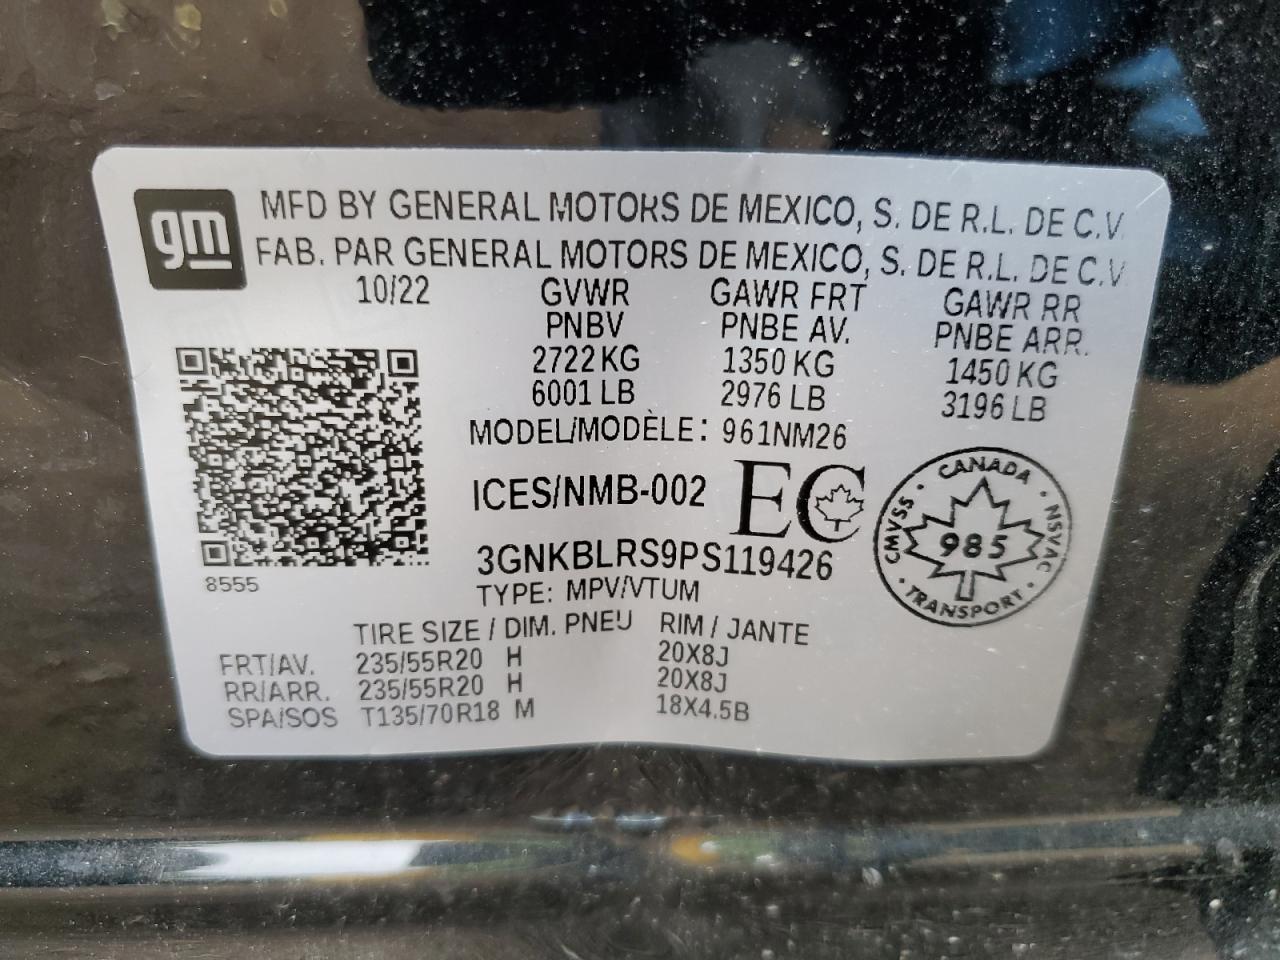 gm
MFD BY GENERAL MOTORS DE MEXICO, S. DE R.L. DE C.V.
FAB. PAR GENERAL MOTORS DE MEXICO, S. DE R.L. DE C.V.
10/22 GVWR GAWR FRT GAWR RR
PNBV PNBE AV. PNBE ARR.
2722 KG 1350 KG 1450 KG
6001 LB 2976 LB 3196 LB
MODEL/MODÈLE: 961NM26
ICES/NMB-002 EC
3GNKBLRS9PS119426
8555
TYPE: MPV/VTUM
CANADA
CMVSS · NSVAC
985
· TRANSPORT ·
TIRE SIZE / DIM. PNEU RIM / JANTE
FRT/AV. 235/55R20 H 20X8J
RR/ARR. 235/55R20 H 20X8J
SPA/SOS T135/70R18 M 18X4.5B